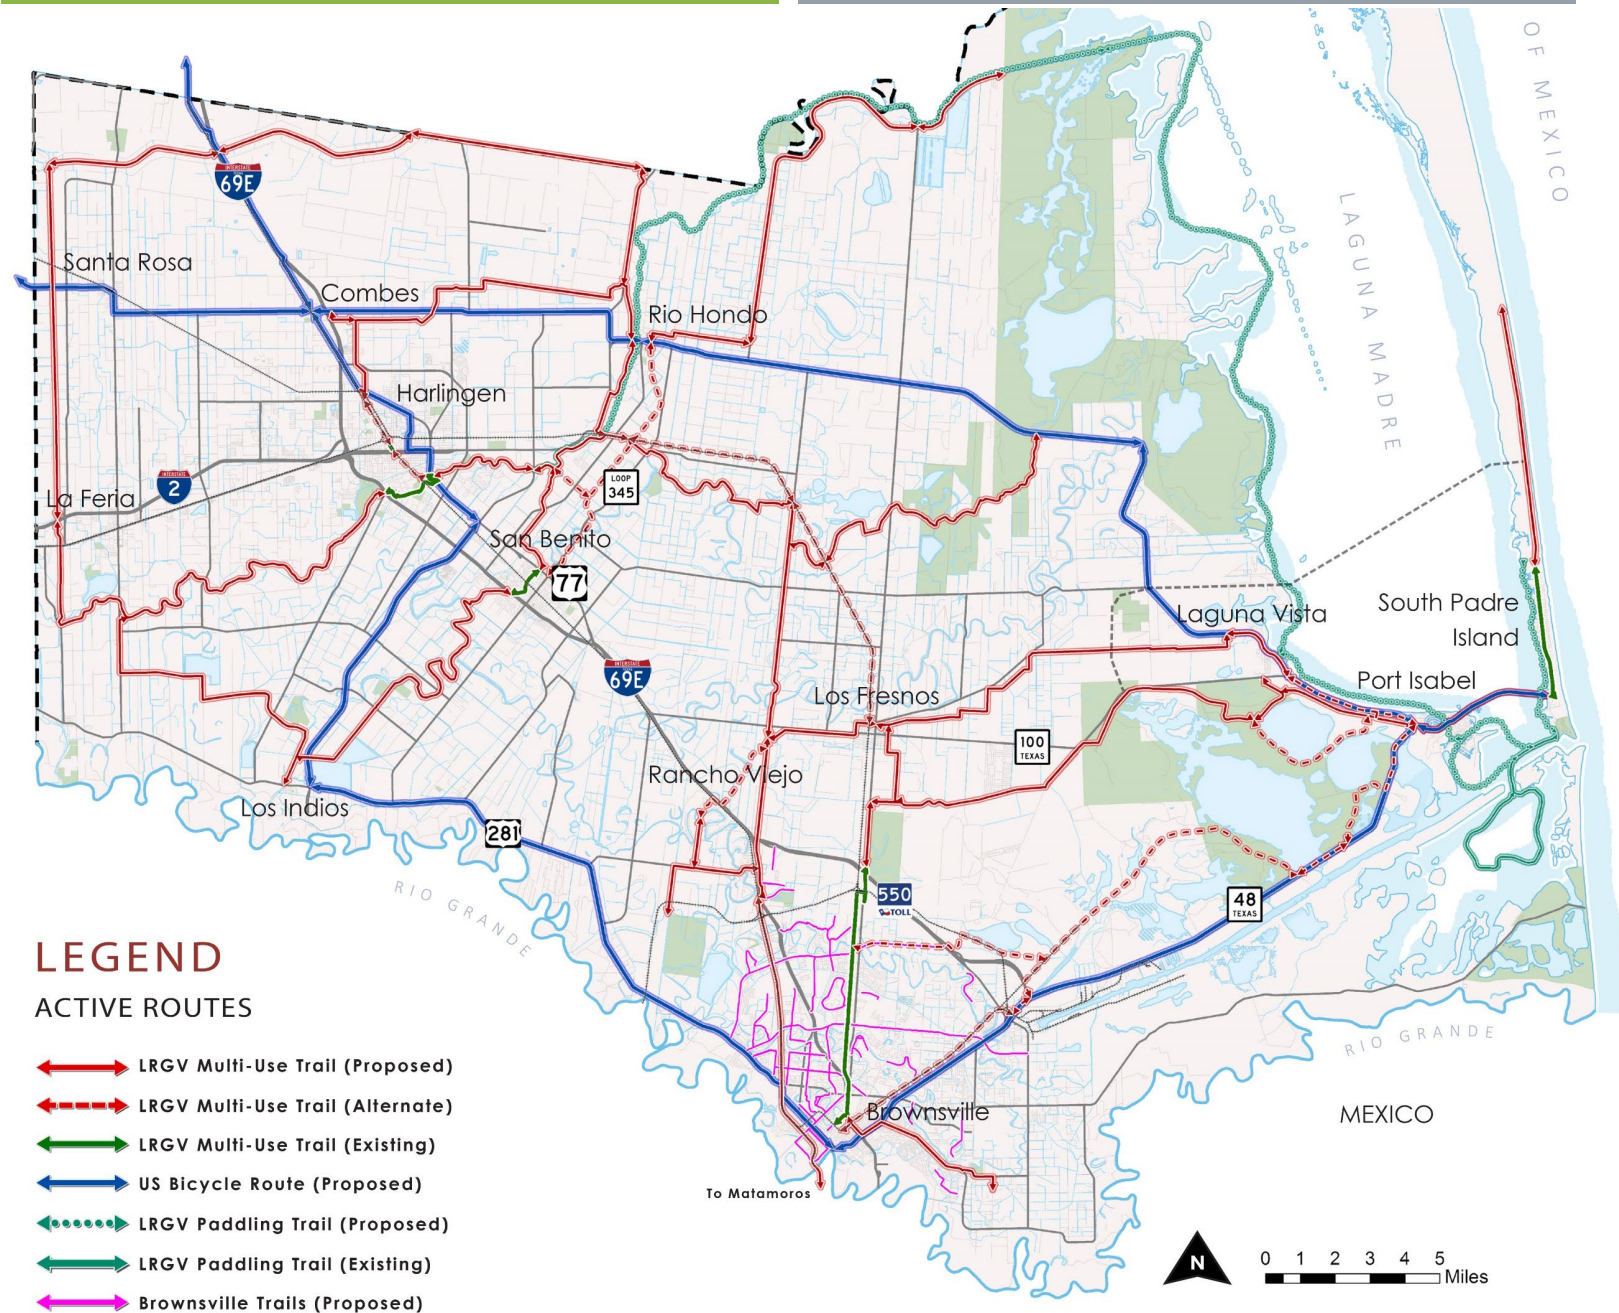 OF MEXICO
LAGUNA MADRE
INTERSTATE
69E
Santa Rosa
Combes
Rio Hondo
Harlingen
INTERSTATE
2
La Feria
LOOP
345
San Benito
77
Laguna Vista
South Padre
Island
INTERSTATE
69E
Port Isabel
Los Fresnos
100
TEXAS
Rancho Viejo
Los Indios
281
550
TOLL
48
TEXAS
RIO GRANDE
RIO GRANDE
Brownsville
MEXICO
To Matamoros
LEGEND
ACTIVE ROUTES
LRGV Multi-Use Trail (Proposed)
LRGV Multi-Use Trail (Alternate)
LRGV Multi-Use Trail (Existing)
US Bicycle Route (Proposed)
LRGV Paddling Trail (Proposed)
LRGV Paddling Trail (Existing)
Brownsville Trails (Proposed)
N
0 1 2 3 4 5
Miles